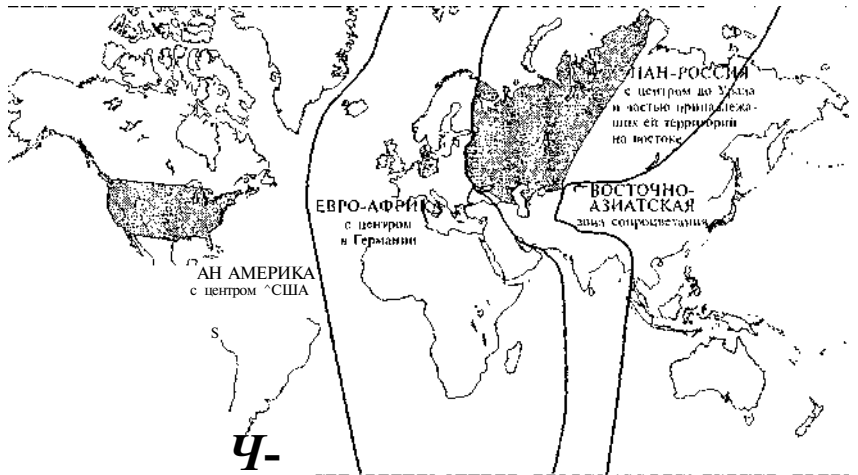 ПАН-РОССИЯ
с центром до Урала
и частью принадлежа-
щих ей территорий
на востоке
ВОСТОЧНО-
АЗИАТСКАЯ
зона сопроцветания
ЕВРО-АФРИКА
с центром
в Германии
АН АМЕРИКА
с центром ^США
S
Ч-